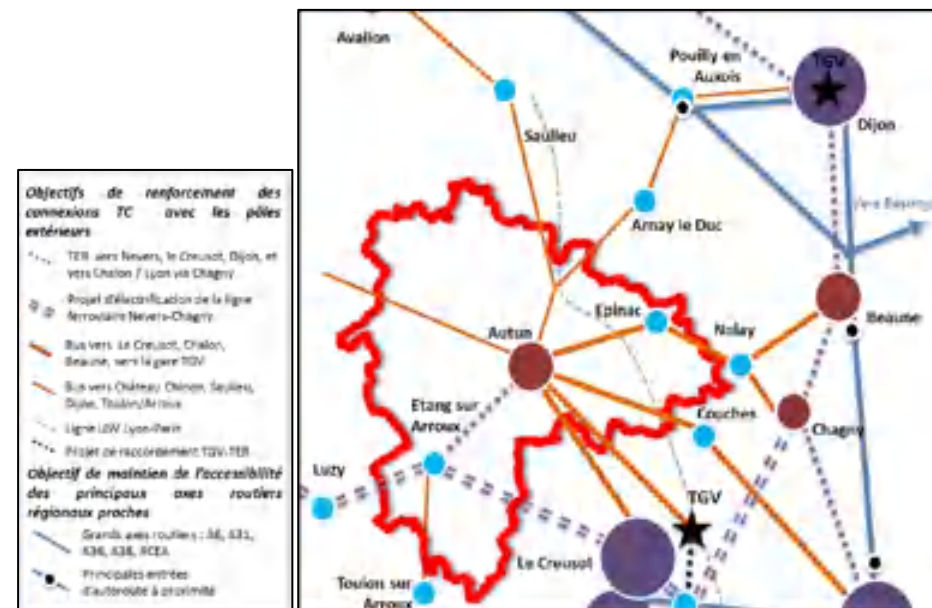 Objectifs de renforcement des
connexions TC avec les pôles
extérieurs
TER vers Nevers, le Creusot, Dijon, et
vers Chalon / Lyon via Chagny
Projet d'électrification de la ligne
ferroviaire Nevers-Chagny
Bus vers Le Creusot, Chalon,
Beaune, vers la gare TGV
Bus vers Château Chinon, Saulieu,
Dijon, Toulon/Arroux
Ligne LGV Lyon-Paris
Projet de raccordement TGV-TER
Objectif de maintien de l'accessibilité
des principaux axes routiers
régionaux proches
Grands axes routiers : A6, A31,
A36, A38, RCEA
Principales entrées
d'autoroute à proximité
Avallon
Pouilly en
Auxois
TGV
Dijon
Saulieu
Arnay le Duc
Vers
Epinac
Nolay
Beaune
Autun
Etang sur
Arroux
Couches
Chagny
Luzy
TGV
Le Creusot
Toulon sur
Arroux